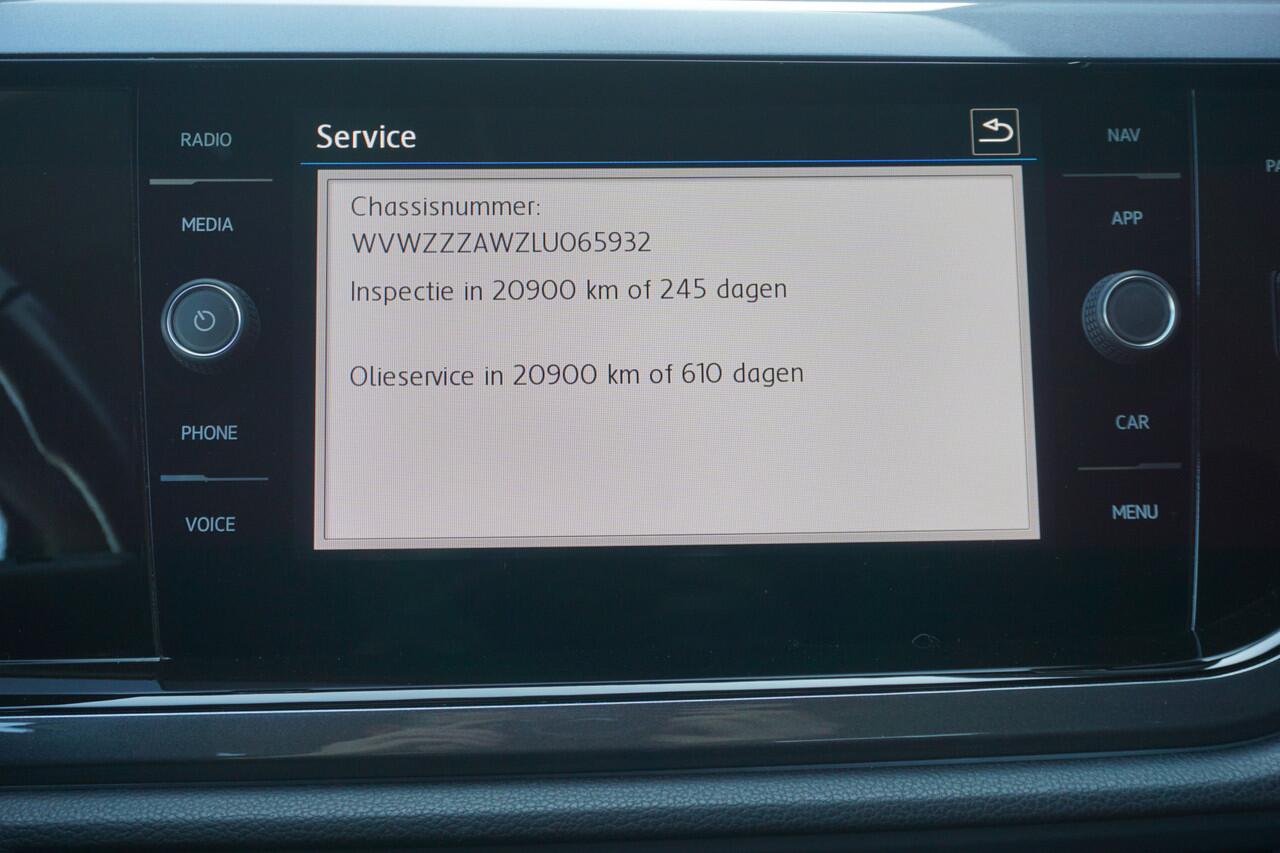 RADIO
MEDIA
PHONE
VOICE
Service
Chassisnummer:
WVWZZZAWZLU065932
Inspectie in 20900 km of 245 dagen
Olieservice in 20900 km of 610 dagen
NAV
APP
CAR
MENU